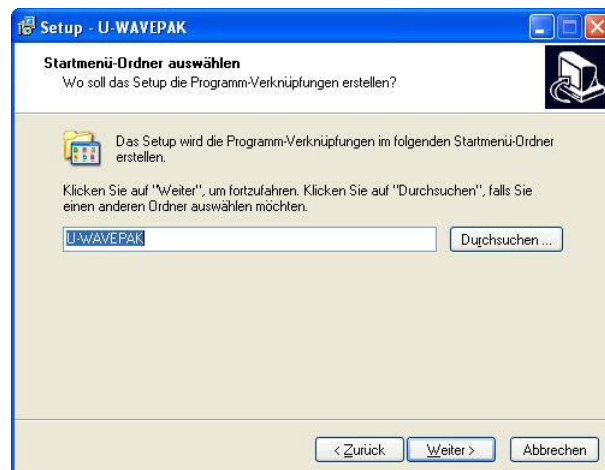 Setup - U-WAVEPAK
Startmenü-Ordner auswählen
Wo soll das Setup die Programm-Verknüpfungen erstellen?
Das Setup wird die Programm-Verknüpfungen im folgenden Startmenü-Ordner
erstellen.
Klicken Sie auf "Weiter", um fortzufahren. Klicken Sie auf "Durchsuchen", falls Sie
einen anderen Ordner auswählen möchten.
U-WAVEPAK
Durchsuchen ...
< Zurück
Weiter >
Abbrechen